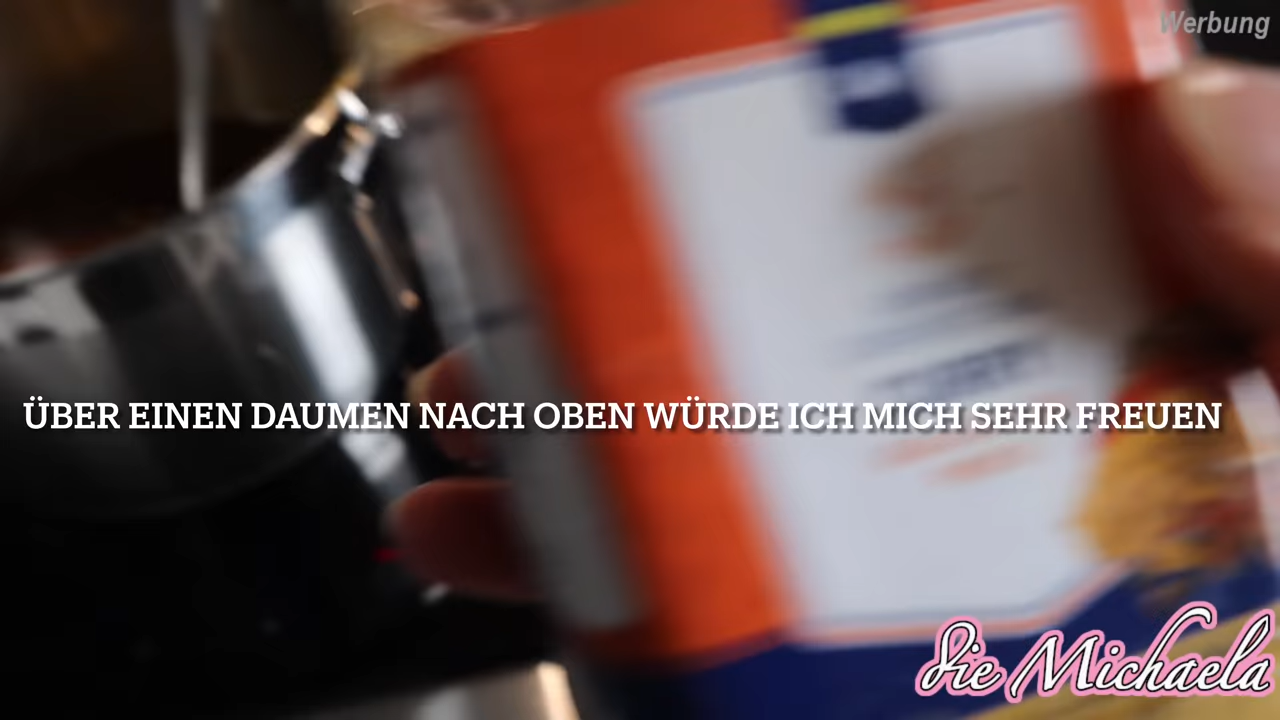 Werbung
ÜBER EINEN DAUMEN NACH OBEN WÜRDE ICH MICH SEHR FREUEN
die Michaela